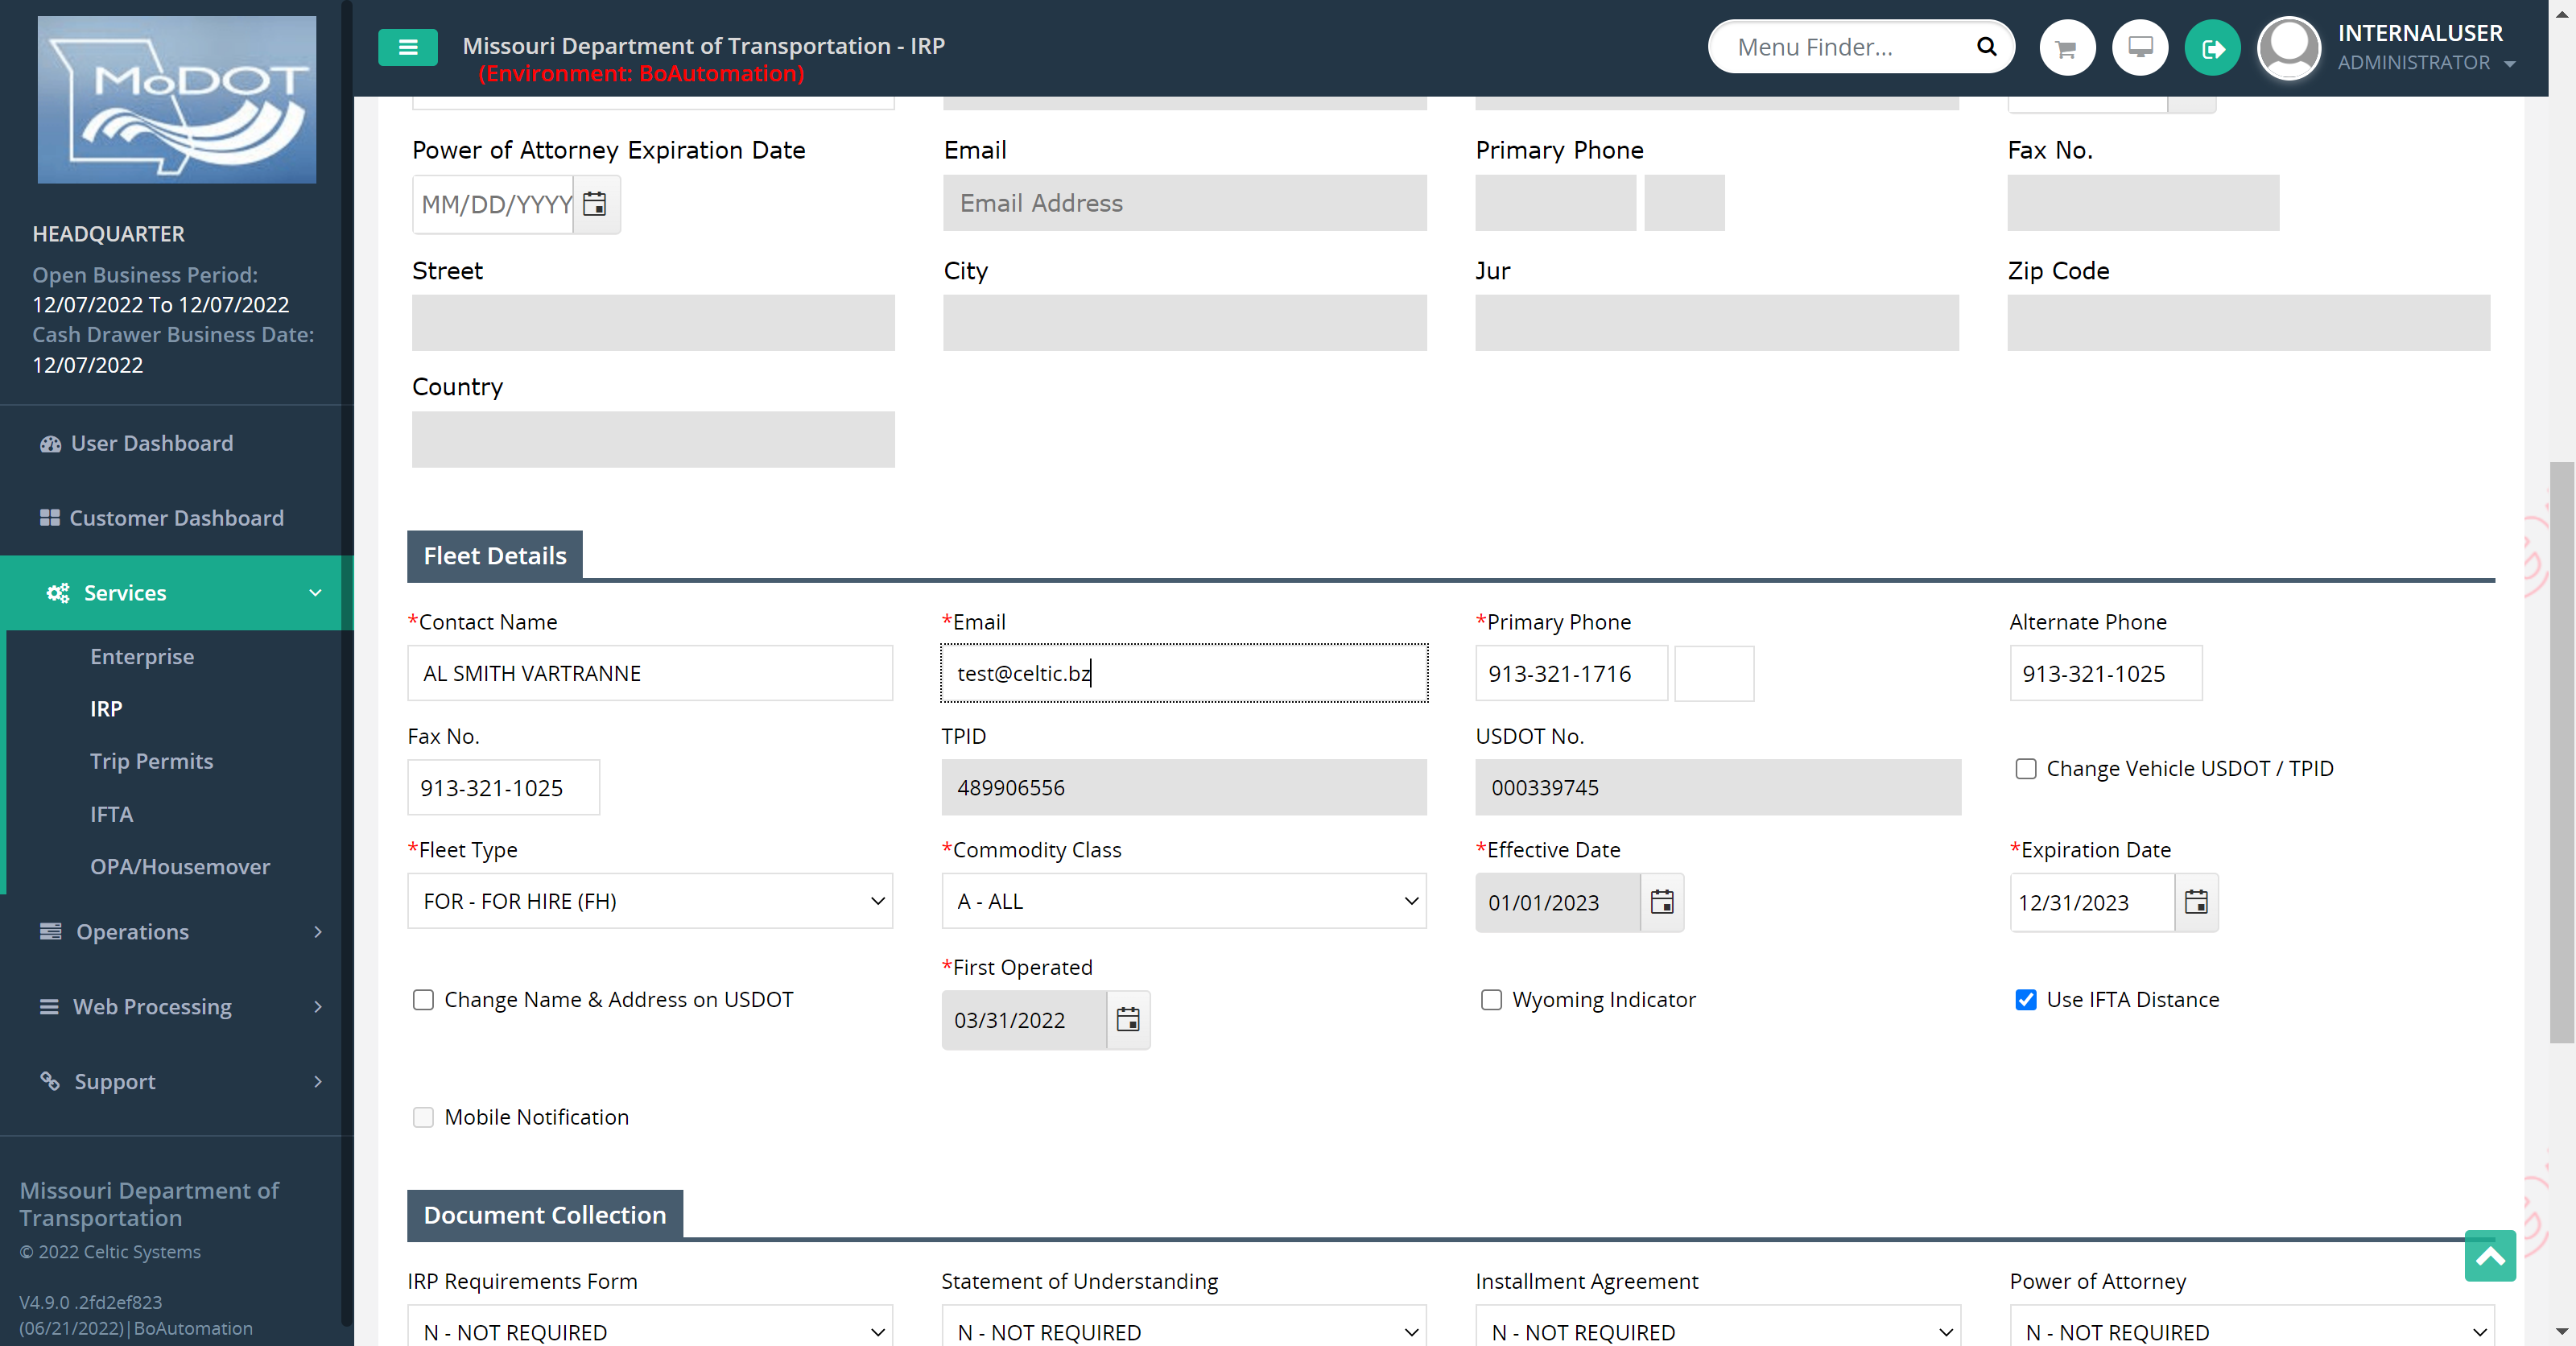 MoDOT
Missouri Department of Transportation - IRP
(Environment: BoAutomation)
Menu Finder...
INTERNALUSER
ADMINISTRATOR
HEADQUARTER
Open Business Period:
12/07/2022 To 12/07/2022
Cash Drawer Business Date:
12/07/2022
User Dashboard
Customer Dashboard
Services
Enterprise
IRP
Trip Permits
IFTA
OPA/Housemover
Operations
Web Processing
Support
Missouri Department of
Transportation
© 2022 Celtic Systems
V4.9.0 .2fd2ef823
(06/21/2022)|BoAutomation
Power of Attorney Expiration Date Email Primary Phone Fax No.
MM/DD/YYYY Email Address
Street City Jur Zip Code
Country
Fleet Details
*Contact Name *Email *Primary Phone Alternate Phone
AL SMITH VARTRANNE test@celtic.bz 913-321-1716 913-321-1025
Fax No. TPID USDOT No.
913-321-1025 489906556 000339745 Change Vehicle USDOT / TPID
*Fleet Type *Commodity Class *Effective Date *Expiration Date
FOR - FOR HIRE (FH) A - ALL 01/01/2023 12/31/2023
*First Operated
Change Name & Address on USDOT 03/31/2022 Wyoming Indicator Use IFTA Distance
Mobile Notification
Document Collection
IRP Requirements Form Statement of Understanding Installment Agreement Power of Attorney
N - NOT REQUIRED N - NOT REQUIRED N - NOT REQUIRED N - NOT REQUIRED